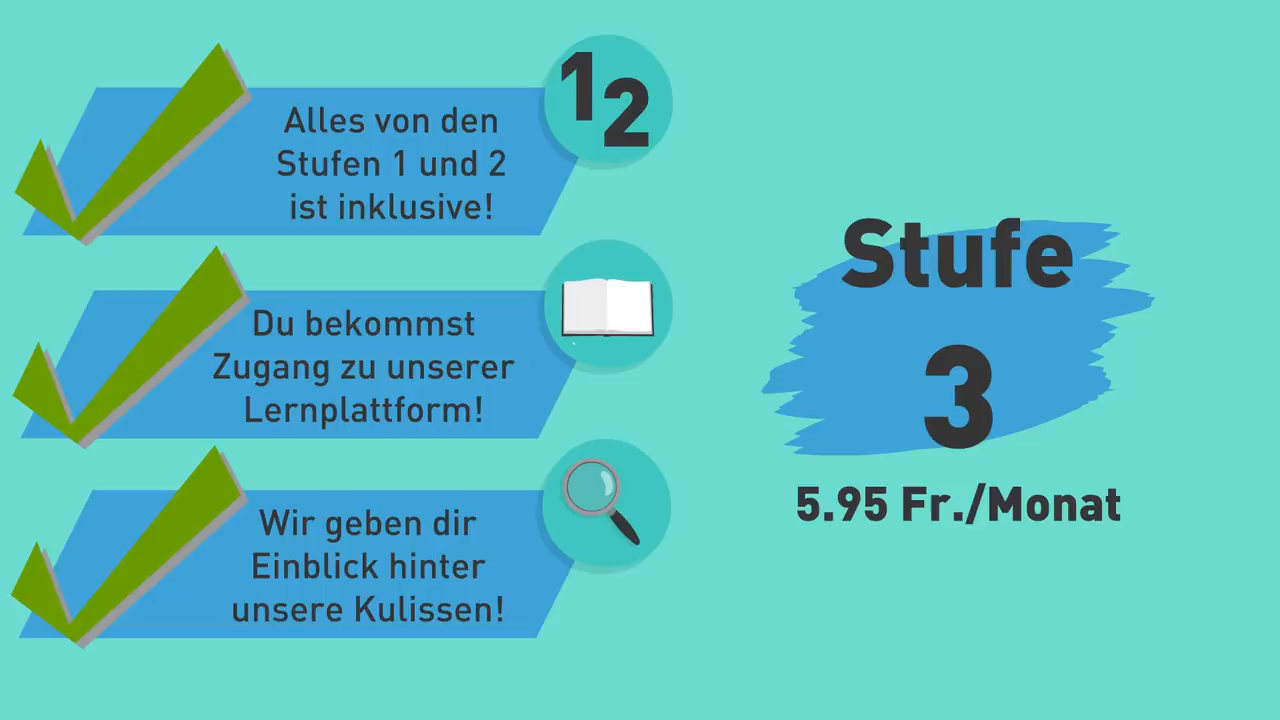 Alles von den
Stufen 1 und 2
ist inklusive!
12
Du bekommst
Zugang zu unserer
Lernplattform!
Wir geben dir
Einblick hinter
unsere Kulissen!
Stufe
3
5.95 Fr./Monat